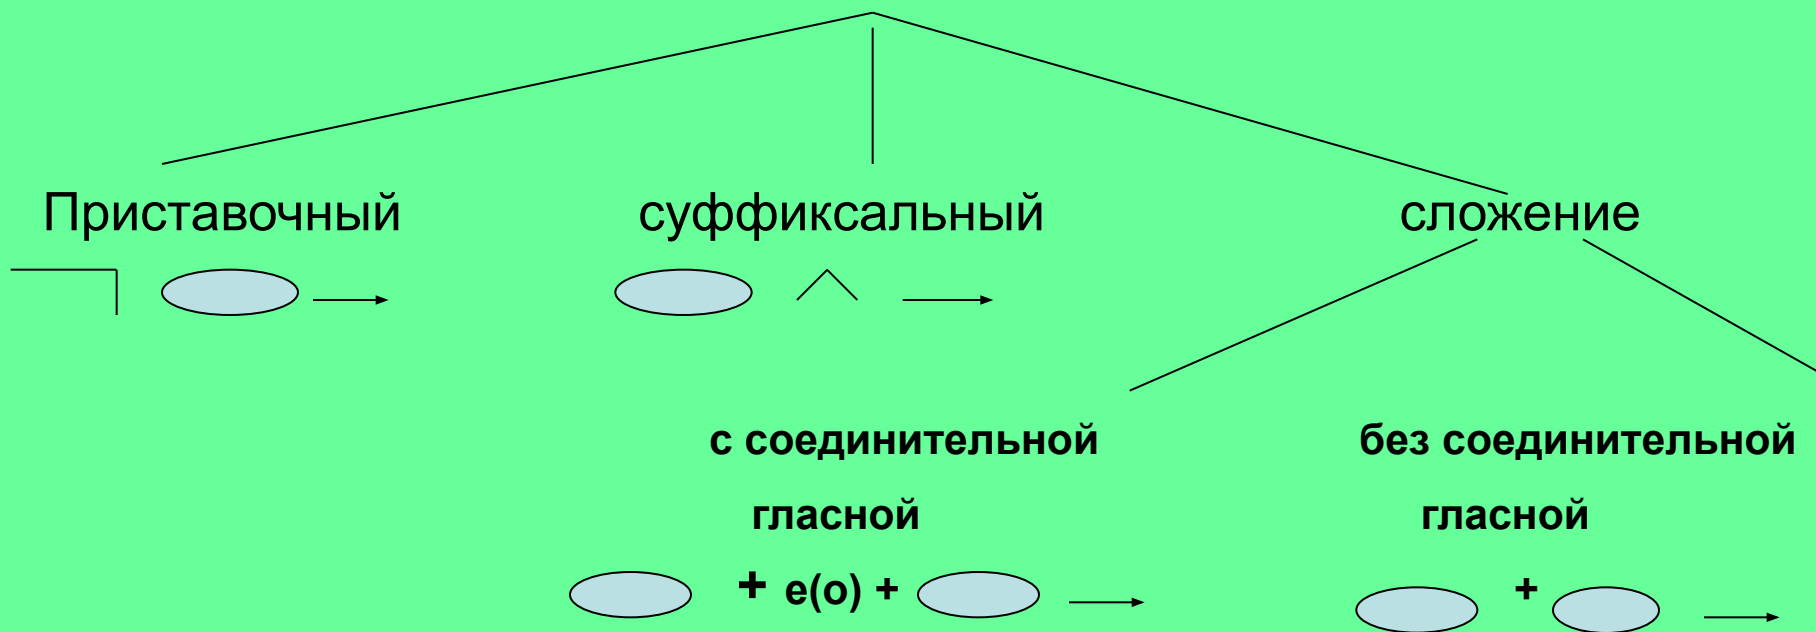 Приставочный суффиксальный сложение
с соединительной без соединительной
гласной гласной
+ е(о) + +